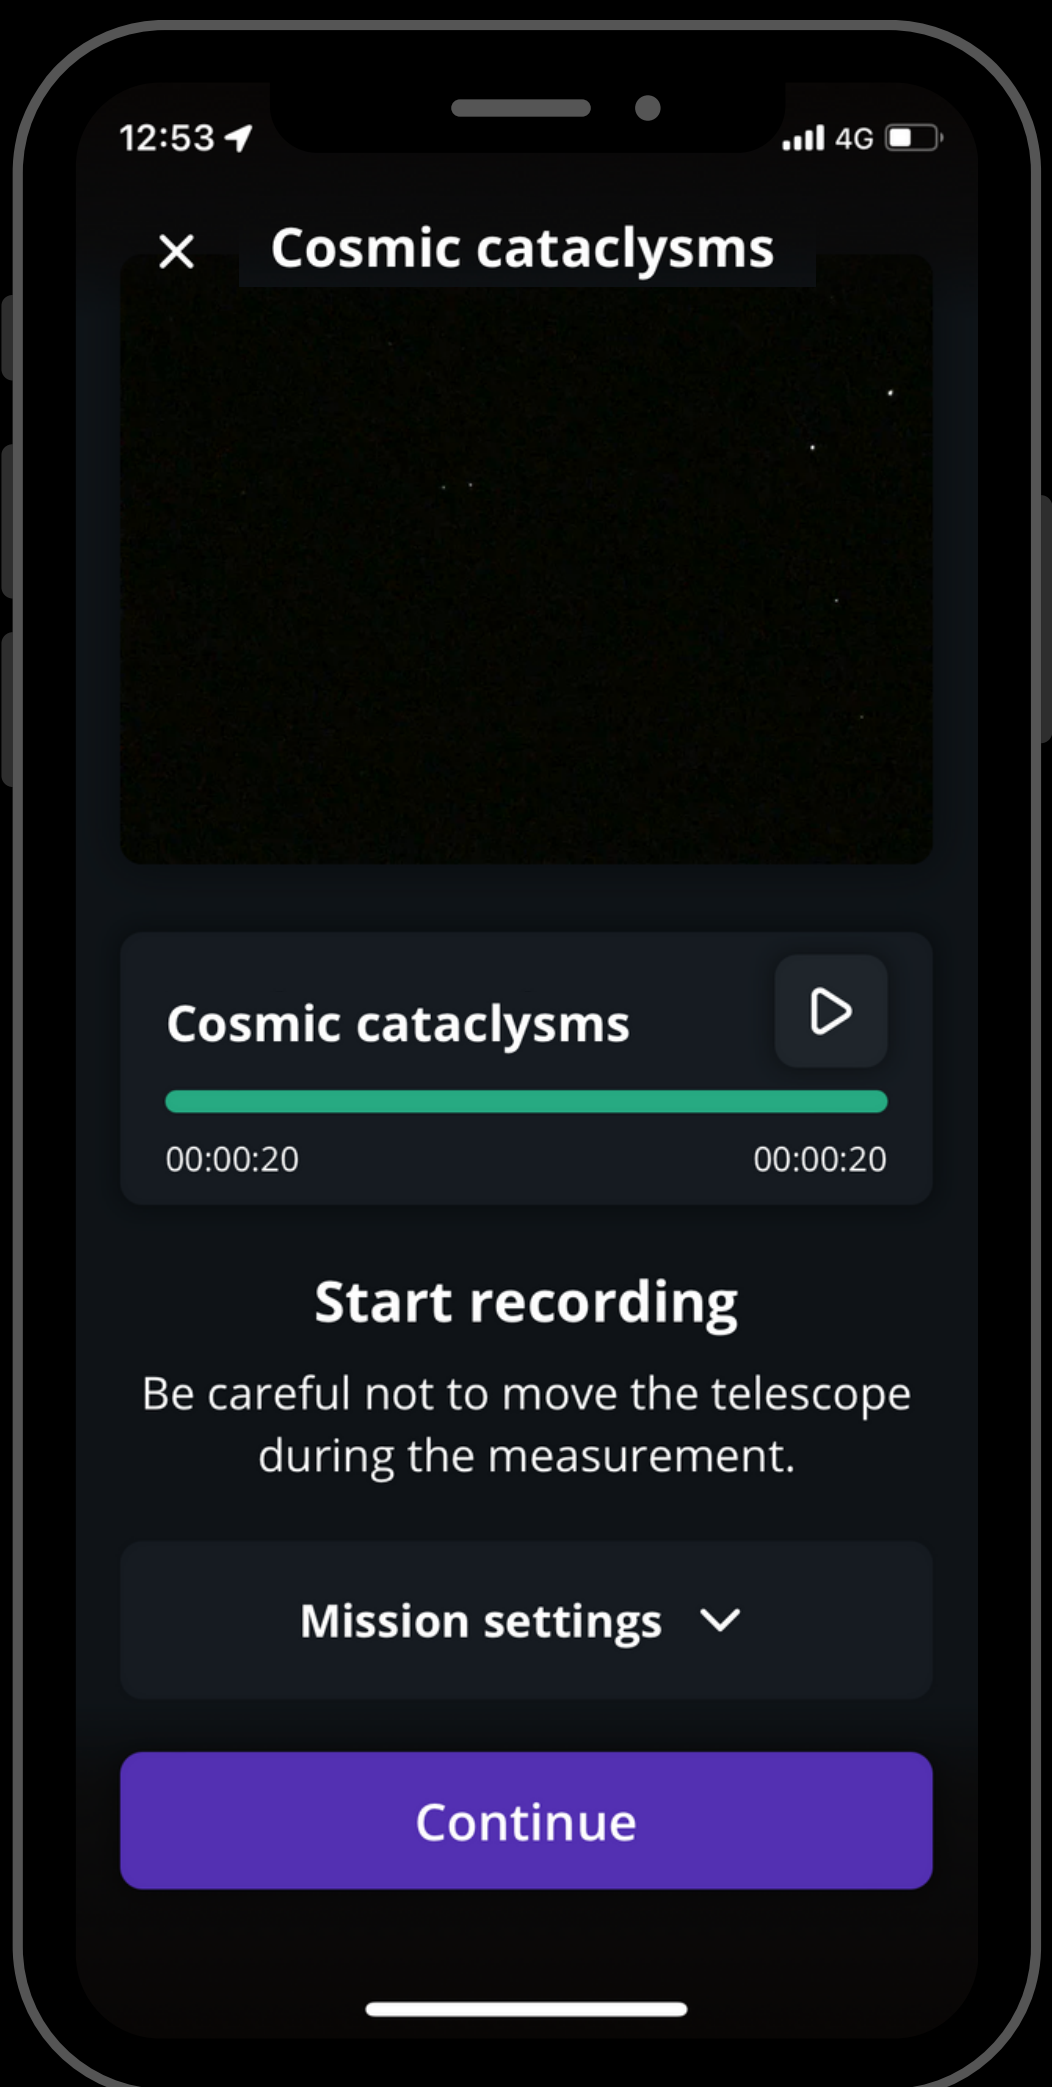 12:53
4G
Cosmic cataclysms
Cosmic cataclysms
00:00:20 00:00:20
Start recording
Be careful not to move the telescope
during the measurement.
Mission settings
Continue